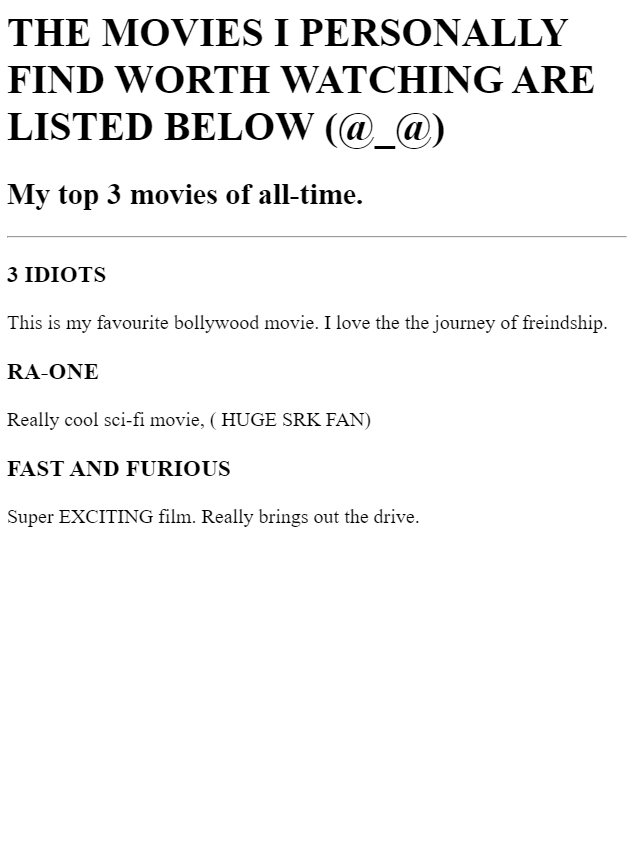 THE MOVIES I PERSONALLY
FIND WORTH WATCHING ARE
LISTED BELOW (@_@)
My top 3 movies of all-time.
3 IDIOTS
This is my favourite bollywood movie. I love the the journey of freindship.
RA-ONE
Really cool sci-fi movie, ( HUGE SRK FAN)
FAST AND FURIOUS
Super EXCITING film. Really brings out the drive.